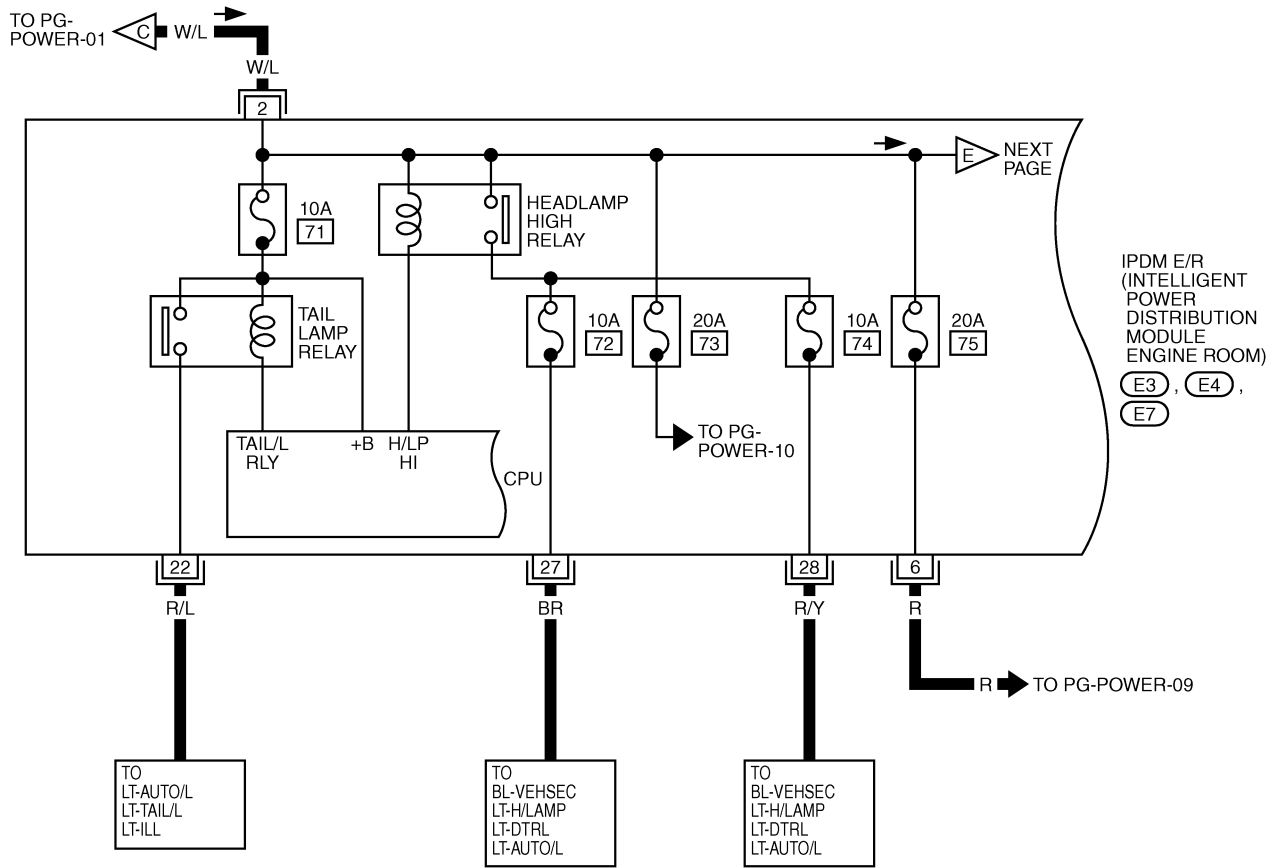 TO PG-
POWER-01
C
W/L
W/L
2
E
NEXT
PAGE
10A
71
HEADLAMP
HIGH
RELAY
TAIL
LAMP
RELAY
10A
72
20A
73
10A
74
20A
75
IPDM E/R
(INTELLIGENT
POWER
DISTRIBUTION
MODULE
ENGINE ROOM)
E3 , E4 ,
E7
TO PG-
POWER-10
TAIL/L
RLY
+B
H/LP
HI
CPU
22
27
28
6
R/L
BR
R/Y
R
R
TO PG-POWER-09
TO
LT-AUTO/L
LT-TAIL/L
LT-ILL
TO
BL-VEHSEC
LT-H/LAMP
LT-DTRL
LT-AUTO/L
TO
BL-VEHSEC
LT-H/LAMP
LT-DTRL
LT-AUTO/L